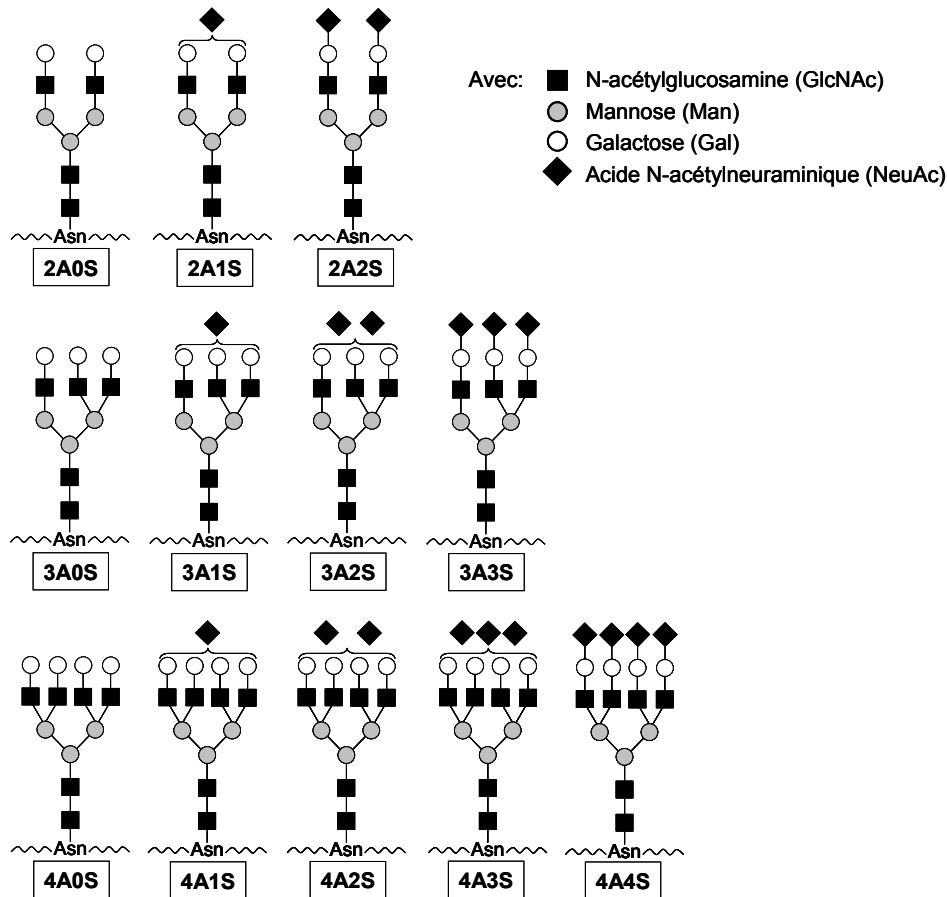 Avec:
N-acétylglucosamine (GlcNAc)
Mannose (Man)
Galactose (Gal)
Acide N-acétylneuraminique (NeuAc)
Asn Asn Asn
2A0S 2A1S 2A2S
Asn Asn Asn Asn
3A0S 3A1S 3A2S 3A3S
Asn Asn Asn Asn Asn
4A0S 4A1S 4A2S 4A3S 4A4S